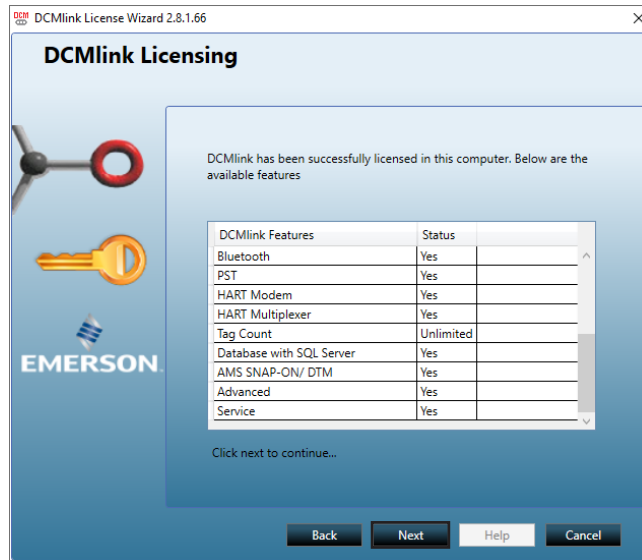 DCM
DCMlink License Wizard 2.8.1.66
DCMlink Licensing
DCMlink has been successfully licensed in this computer. Below are the
available features
DCMlink Features Status
Bluetooth Yes
PST Yes
HART Modem Yes
HART Multiplexer Yes
Tag Count Unlimited
Database with SQL Server Yes
AMS SNAP-ON/ DTM Yes
Advanced Yes
Service Yes
EMERSON
Click next to continue...
Back Next Help Cancel